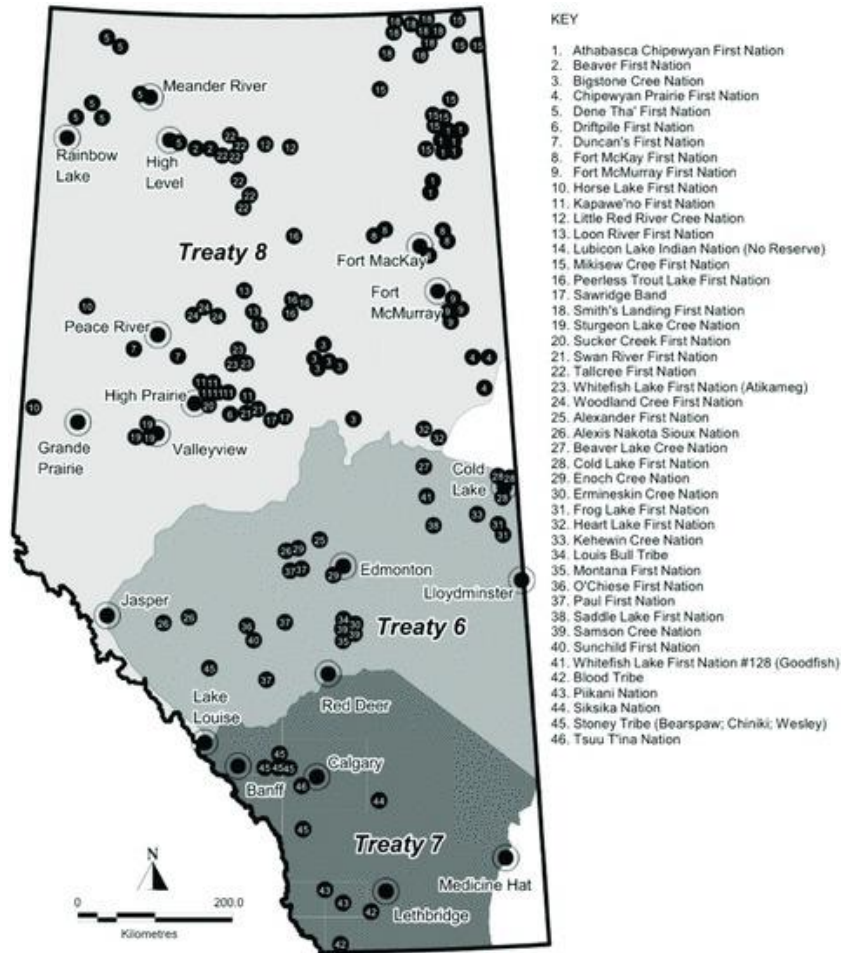 KEY
1. Athabasca Chipewyan First Nation
2. Beaver First Nation
3. Bigstone Cree Nation
4. Chipewyan Prairie First Nation
5. Dene Tha' First Nation
6. Driftpile First Nation
7. Duncan's First Nation
8. Fort McKay First Nation
9. Fort McMurray First Nation
10. Horse Lake First Nation
11. Kapawe'no First Nation
12. Little Red River Cree Nation
13. Loon River First Nation
14. Lubicon Lake Indian Nation (No Reserve)
15. Mikisew Cree First Nation
16. Peerless Trout Lake First Nation
17. Sawridge Band
18. Smith's Landing First Nation
19. Sturgeon Lake Cree Nation
20. Sucker Creek First Nation
21. Swan River First Nation
22. Tallcree First Nation
23. Whitefish Lake First Nation (Atikameg)
24. Woodland Cree First Nation
25. Alexander First Nation
26. Alexis Nakota Sioux Nation
27. Beaver Lake Cree Nation
28. Cold Lake First Nation
29. Enoch Cree Nation
30. Ermineskin Cree Nation
31. Frog Lake First Nation
32. Heart Lake First Nation
33. Kehewin Cree Nation
34. Louis Bull Tribe
35. Montana First Nation
36. O'Chiese First Nation
37. Paul First Nation
38. Saddle Lake First Nation
39. Samson Cree Nation
40. Sunchild First Nation
41. Whitefish Lake First Nation #128 (Goodfish)
42. Blood Tribe
43. Piikani Nation
44. Siksika Nation
45. Stoney Tribe (Bearspaw; Chiniki; Wesley)
46. Tsuu T'ina Nation
Meander River
Rainbow
Lake
High
Level
Treaty 8
Fort MacKay
Fort
McMurray
Peace River
High Prairie
Grande
Prairie
Valleyview
Cold
Lake
Edmonton
Lloydminster
Jasper
Treaty 6
Lake
Louise
Red Deer
Banff
Calgary
Treaty 7
Medicine Hat
Lethbridge
N
0 200.0
Kilometres